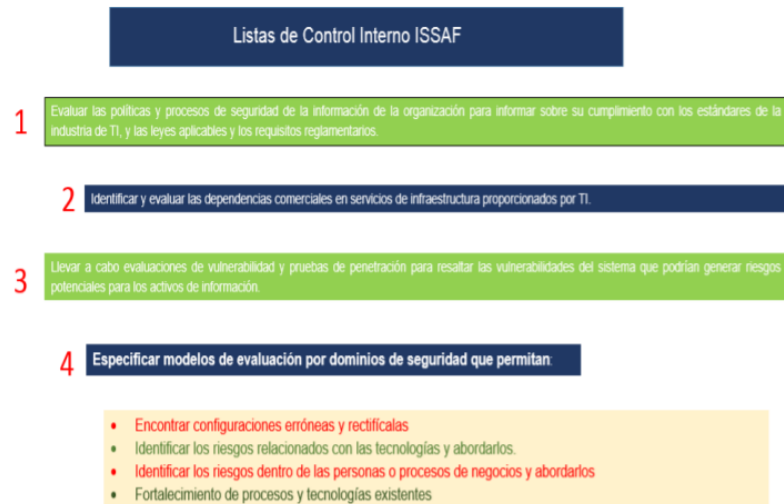 Listas de Control Interno ISSAF
1
Evaluar las políticas y procesos de seguridad de la información de la organización para informar sobre su cumplimiento con los estándares de la
industria de TI, y las leyes aplicables y los requisitos reglamentarios.
2
Identificar y evaluar las dependencias comerciales en servicios de infraestructura proporcionados por TI.
3
Llevar a cabo evaluaciones de vulnerabilidad y pruebas de penetración para resaltar las vulnerabilidades del sistema que podrían generar riesgos
potenciales para los activos de información.
4
Especificar modelos de evaluación por dominios de seguridad que permitan:
• Encontrar configuraciones erróneas y rectifícalas
• Identificar los riesgos relacionados con las tecnologías y abordarlos.
• Identificar los riesgos dentro de las personas o procesos de negocios y abordarlos
• Fortalecimiento de procesos y tecnologías existentes